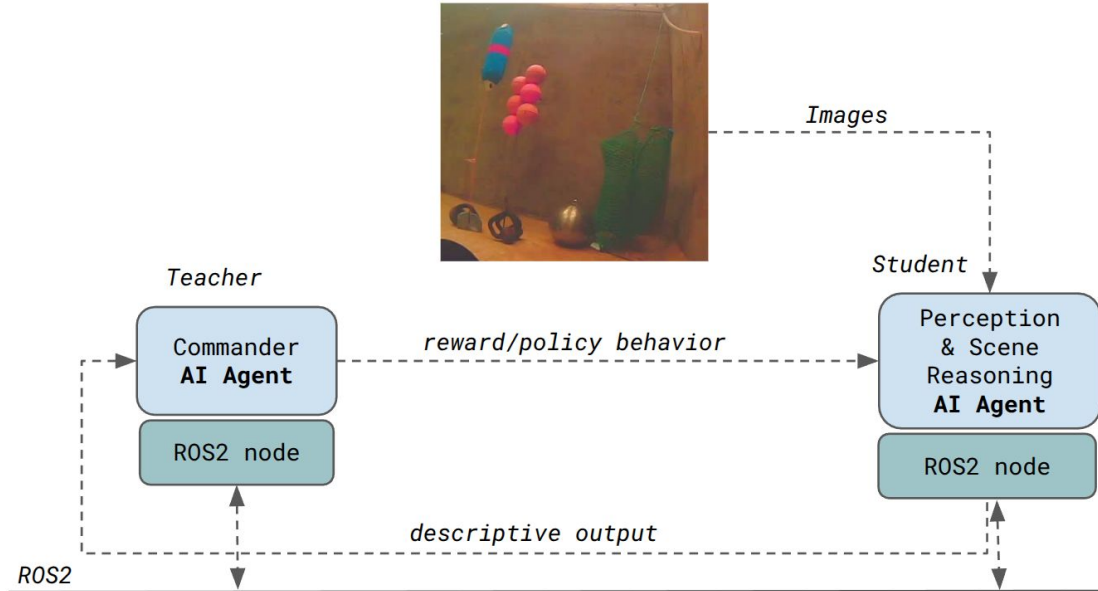 Images
Teacher
Student
Commander
AI Agent
reward/policy behavior
Perception
& Scene
Reasoning
AI Agent
ROS2 node
ROS2 node
descriptive output
ROS2